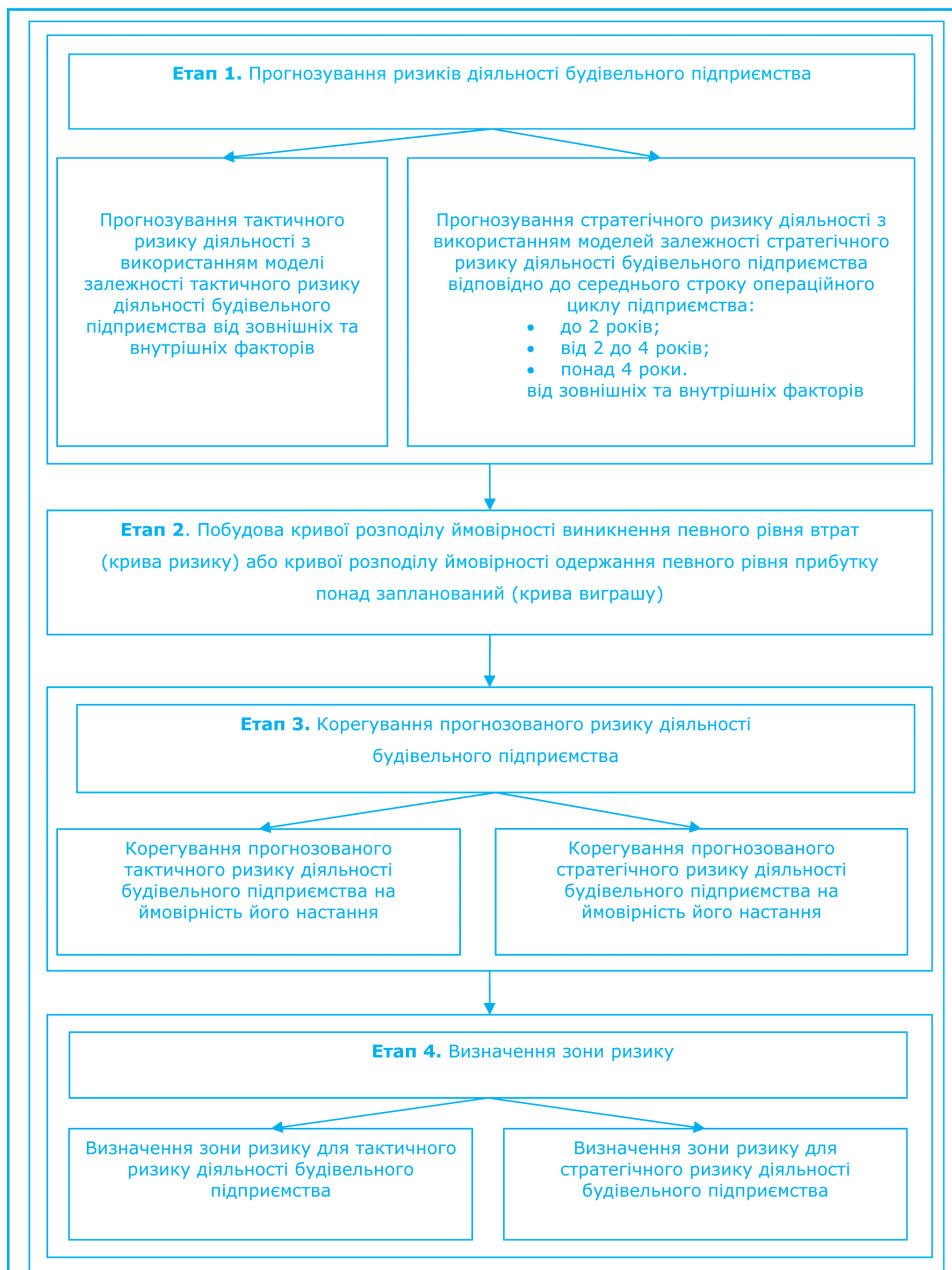 Етап 1. Прогнозування ризиків діяльності будівельного підприємства
Прогнозування тактичного
ризику діяльності з
використанням моделі
залежності тактичного ризику
діяльності будівельного
підприємства від зовнішніх та
внутрішніх факторів
Прогнозування стратегічного ризику діяльності з
використанням моделей залежності стратегічного
ризику діяльності будівельного підприємства
відповідно до середнього строку операційного
циклу підприємства:
• до 2 років;
• від 2 до 4 років;
• понад 4 роки.
від зовнішніх та внутрішніх факторів
Етап 2. Побудова кривої розподілу ймовірності виникнення певного рівня втрат
(крива ризику) або кривої розподілу ймовірності одержання певного рівня прибутку
понад запланований (крива виграшу)
Етап 3. Корегування прогнозованого ризику діяльності
будівельного підприємства
Корегування прогнозованого
тактичного ризику діяльності
будівельного підприємства на
ймовірність його настання
Корегування прогнозованого
стратегічного ризику діяльності
будівельного підприємства на
ймовірність його настання
Етап 4. Визначення зони ризику
Визначення зони ризику для тактичного
ризику діяльності будівельного
підприємства
Визначення зони ризику для
стратегічного ризику діяльності
будівельного підприємства